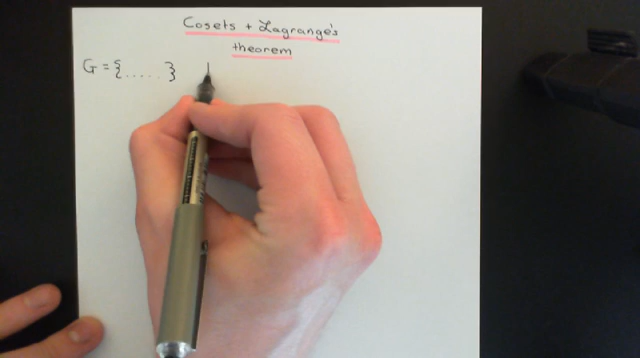 Cosets + Lagrange's
theorem
G = {.....}